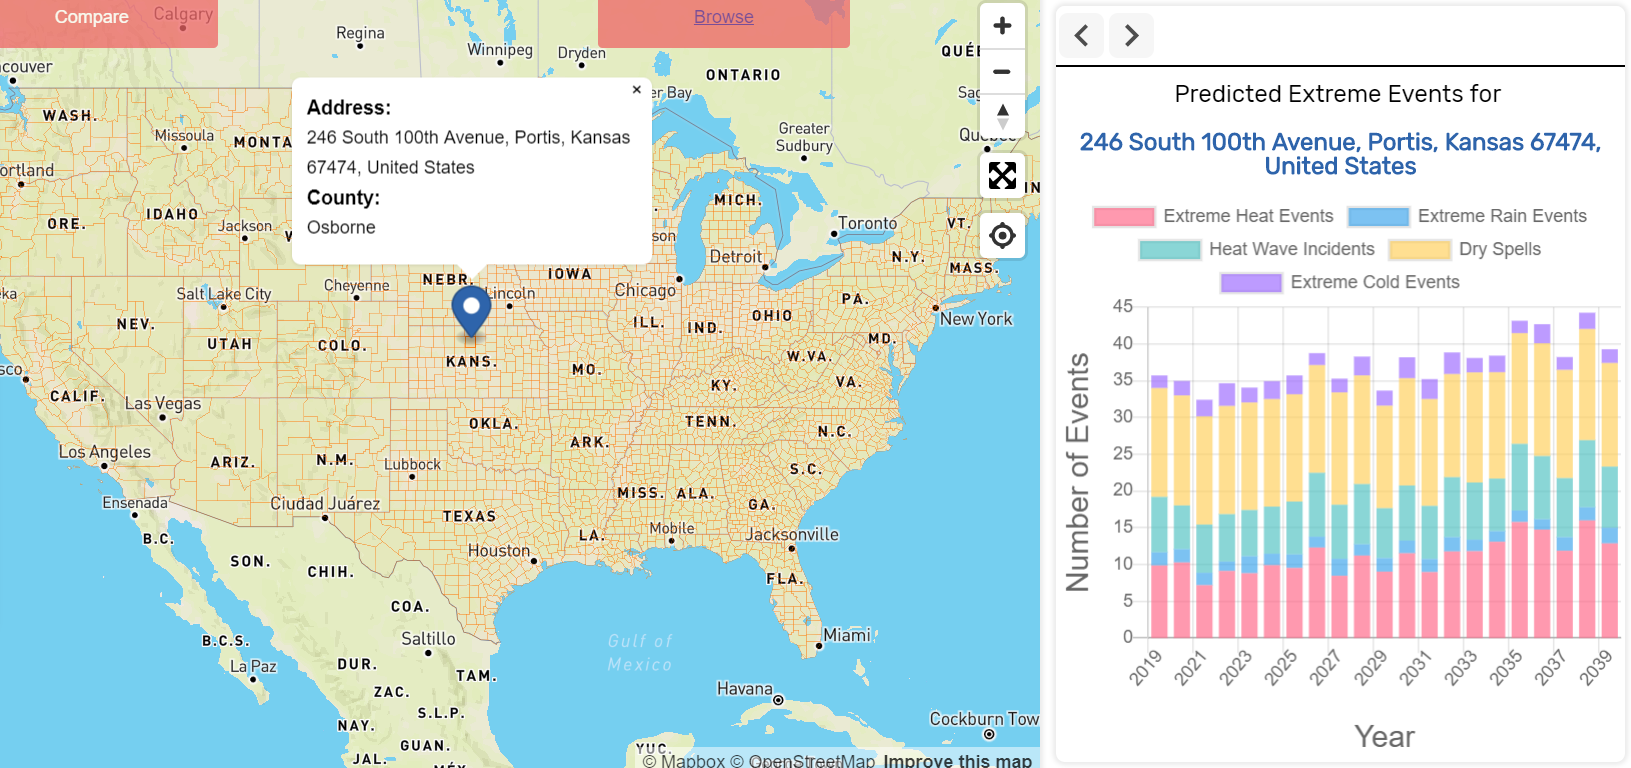 Compare
Browse
Calgary
Regina
Winnipeg
Dryden
ONTARIO
ncouver
er Bay
WASH.
Missoula
MONTA
Greater
Sudbury
ortland
ORE.
IDAHO
Jackson
MICH.
Toronto
VT.
Detroit
N.Y.
MASS.
×
Address:
246 South 100th Avenue, Portis, Kansas
67474, United States
County:
Osborne
NEBR.
IOWA
Salt Lake City
Cheyenne
Lincoln
Chicago
PA.
NEV.
UTAH
COLO.
ILL.
IND.
OHIO
New York
MD.
KANS.
MO.
W.VA.
sco
CALIF.
KY.
VA.
Las Vegas
OKLA.
TENN.
N.C.
Los Angeles
ARIZ.
N.M.
Lubbock
ARK.
S.C.
Ensenada
Ciudad Juárez
MISS.
ALA.
GA.
TEXAS
Mobile
B.C.
LA.
Jacksonville
SON.
CHIH.
Houston
FLA.
COA.
B.C.S.
Saltillo
Gulf of
Mexico
Miami
La Paz
DUR.
TAM.
ZAC.
Havana
S.L.P.
NAY.
GUAN.
Cockburn Tow
JAL.
YUC.
© Mapbox © OpenStreetMap Improve this map
Predicted Extreme Events for
246 South 100th Avenue, Portis, Kansas 67474,
United States
Extreme Heat Events
Extreme Rain Events
Heat Wave Incidents
Dry Spells
Extreme Cold Events
Number of Events
45
40
35
30
25
20
15
10
5
0
2019
2021
2023
2025
2027
2029
2031
2033
2035
2037
2039
Year